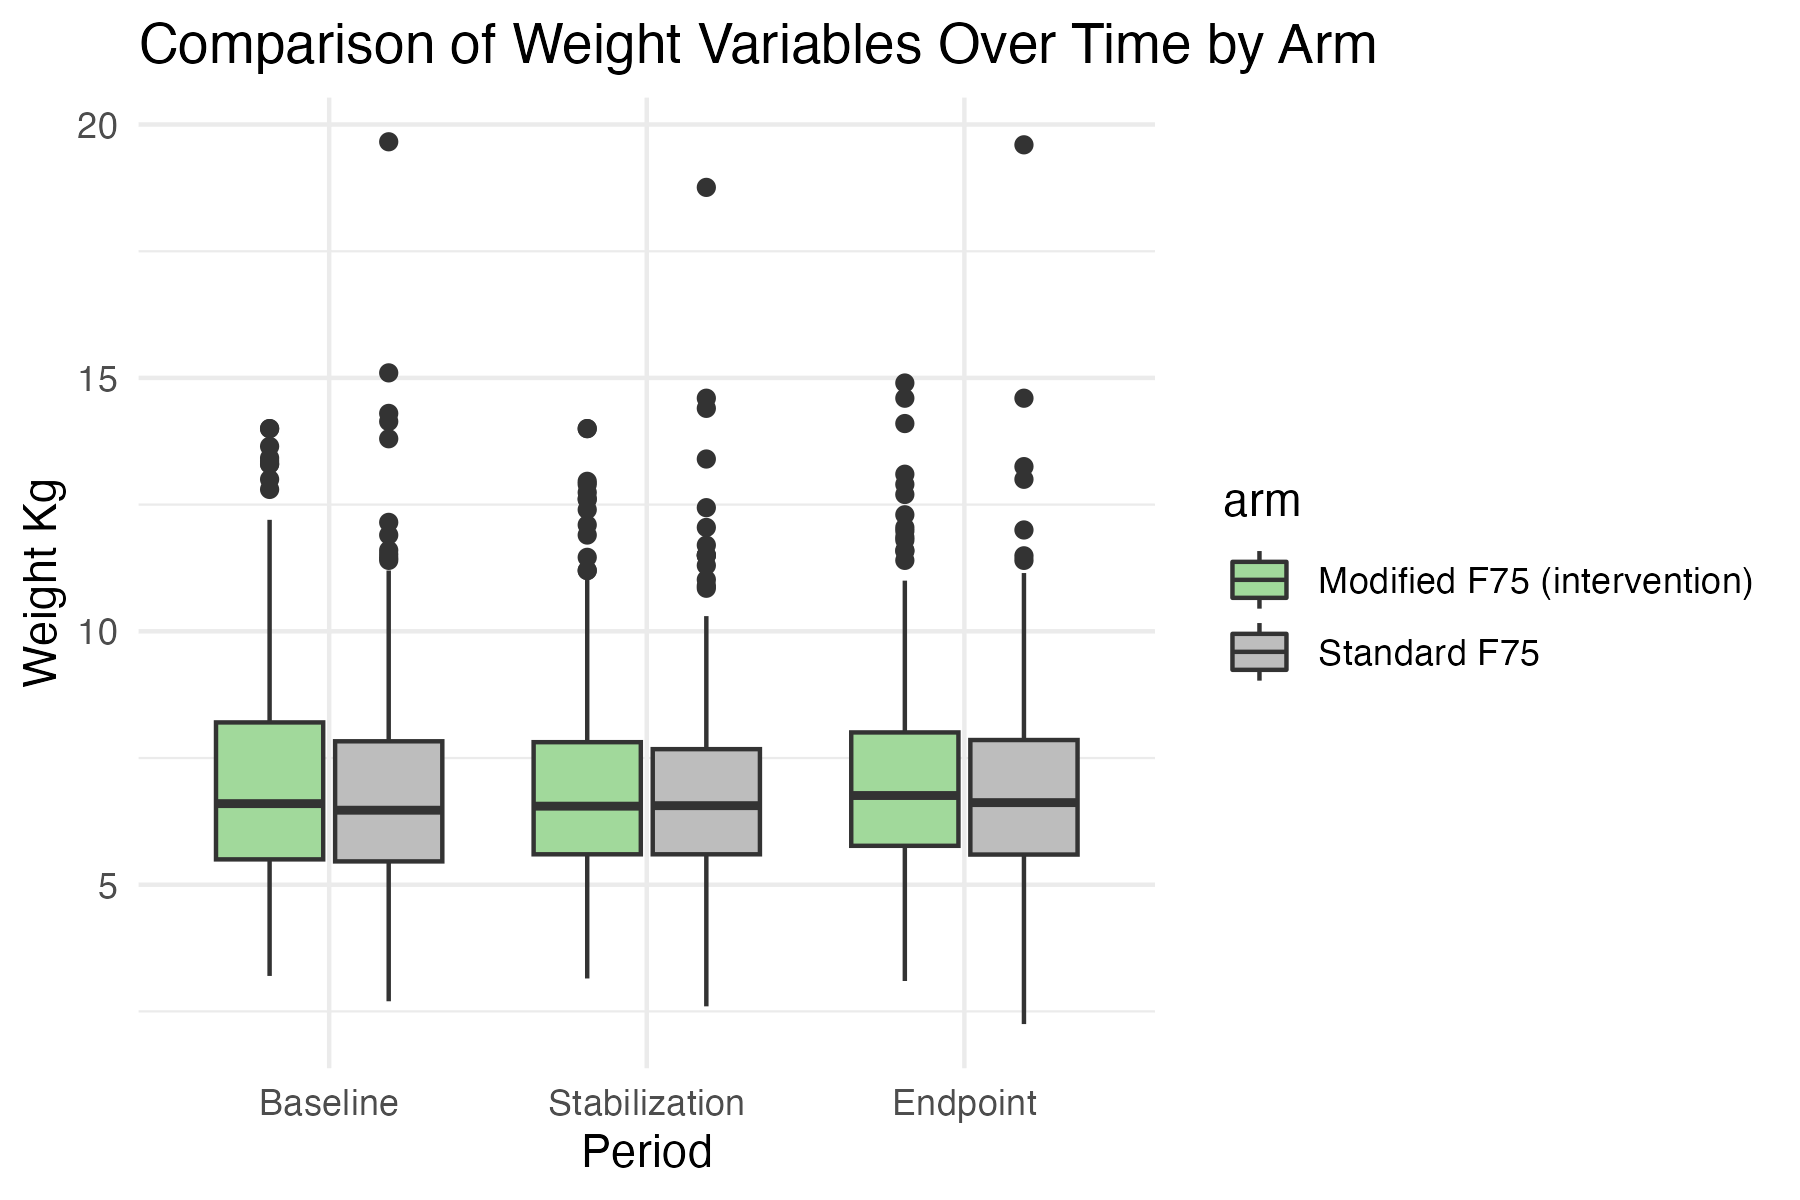 Comparison of Weight Variables Over Time by Arm
20
15
10
5
Weight Kg
Baseline
Stabilization
Endpoint
Period
arm
Modified F75 (intervention)
Standard F75